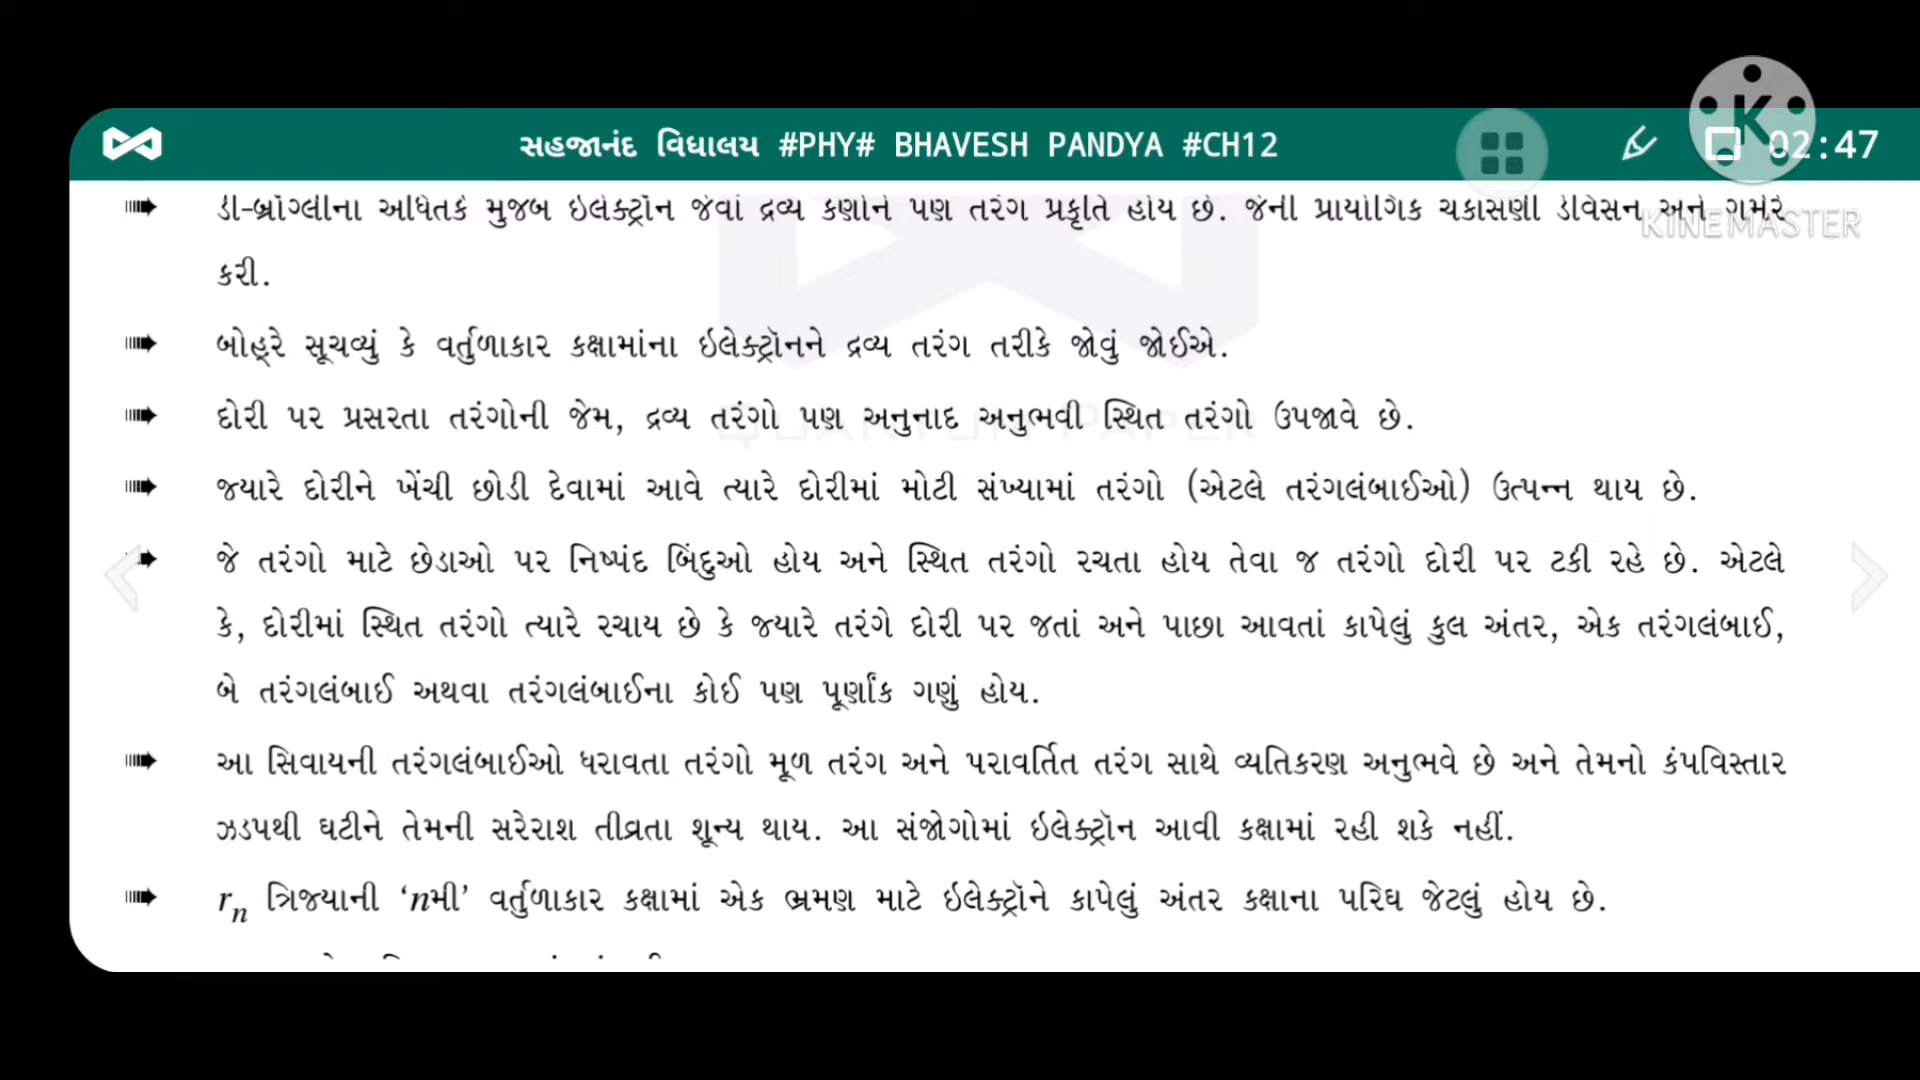 સહજાનંદ વિધાલય #PHY# BHAVESH PANDYA #CH12
02:47
KINEMASTER
ડી-બ્રૉગ્લીના અધિતર્ક મુજબ ઇલેક્ટ્રૉન જેવાં દ્રવ્ય કણોને પણ તરંગ પ્રકૃતિ હોય છે. જેની પ્રાયોગિક ચકાસણી ડેવિસન અને ગર્મરે
કરી.
બોહ્‌રે સૂચવ્યું કે વર્તુળાકાર કક્ષામાંના ઇલેક્ટ્રૉનને દ્રવ્ય તરંગ તરીકે જોવું જોઈએ.
દોરી પર પ્રસરતા તરંગોની જેમ, દ્રવ્ય તરંગો પણ અનુનાદ અનુભવી સ્થિત તરંગો ઉપજાવે છે.
QUANTUM PAPER
જ્યારે દોરીને ખેંચી છોડી દેવામાં આવે ત્યારે દોરીમાં મોટી સંખ્યામાં તરંગો (એટલે તરંગલંબાઈઓ) ઉત્પન્ન થાય છે.
જે તરંગો માટે છેડાઓ પર નિષ્પંદ બિંદુઓ હોય અને સ્થિત તરંગો રચતા હોય તેવા જ તરંગો દોરી પર ટકી રહે છે. એટલે
કે, દોરીમાં સ્થિત તરંગો ત્યારે રચાય છે કે જ્યારે તરંગે દોરી પર જતાં અને પાછા આવતાં કાપેલું કુલ અંતર, એક તરંગલંબાઈ,
બે તરંગલંબાઈ અથવા તરંગલંબાઈના કોઈ પણ પૂર્ણાંક ગણું હોય.
આ સિવાયની તરંગલંબાઈઓ ધરાવતા તરંગો મૂળ તરંગ અને પરાવર્તિત તરંગ સાથે વ્યતિકરણ અનુભવે છે અને તેમનો કંપવિસ્તાર
ઝડપથી ઘટીને તેમની સરેરાશ તીવ્રતા શૂન્ય થાય. આ સંજોગોમાં ઇલેક્ટ્રૉન આવી કક્ષામાં રહી શકે નહીં.
rn ત્રિજ્યાની ‘nમી’ વર્તુળાકાર કક્ષામાં એક ભ્રમણ માટે ઇલેક્ટ્રૉને કાપેલું અંતર કક્ષાના પરિઘ જેટલું હોય છે.